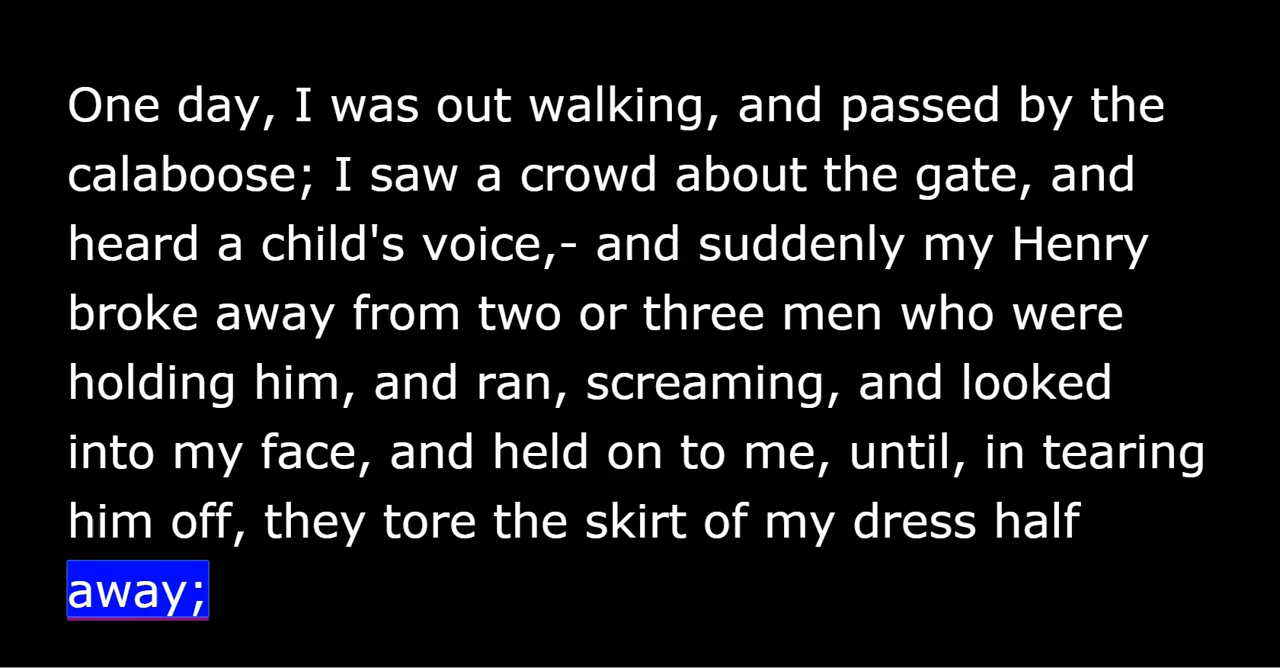 One day, I was out walking, and passed by the
calaboose; I saw a crowd about the gate, and
heard a child's voice,- and suddenly my Henry
broke away from two or three men who were
holding him, and ran, screaming, and looked
into my face, and held on to me, until, in tearing
him off, they tore the skirt of my dress half
away;